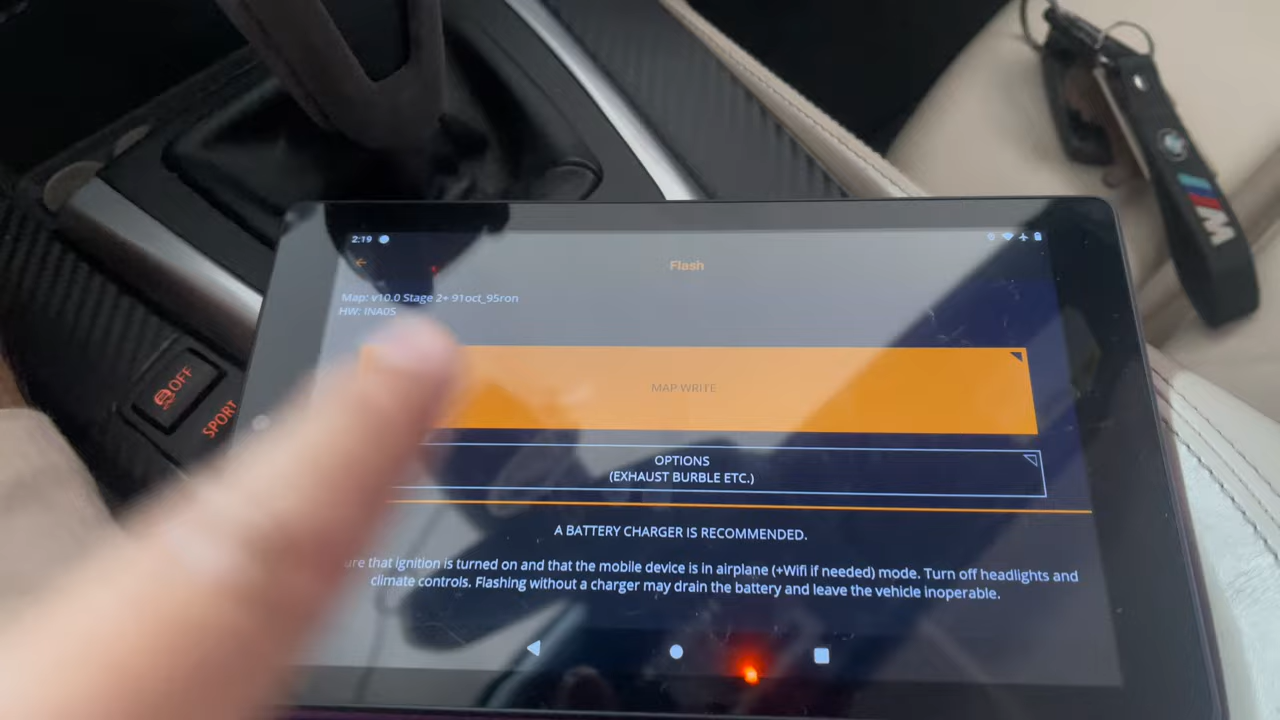 2:19
Flash
Map: v10.0 Stage 2+ 91oct_95ron
HW: INA0S
MAP WRITE
OPTIONS
(EXHAUST BURBLE ETC.)
A BATTERY CHARGER IS RECOMMENDED.
that ignition is turned on and that the mobile device is in airplane (+Wifi if needed) mode. Turn off headlights and
climate controls. Flashing without a charger may drain the battery and leave the vehicle inoperable.
OFF
SPORT
M